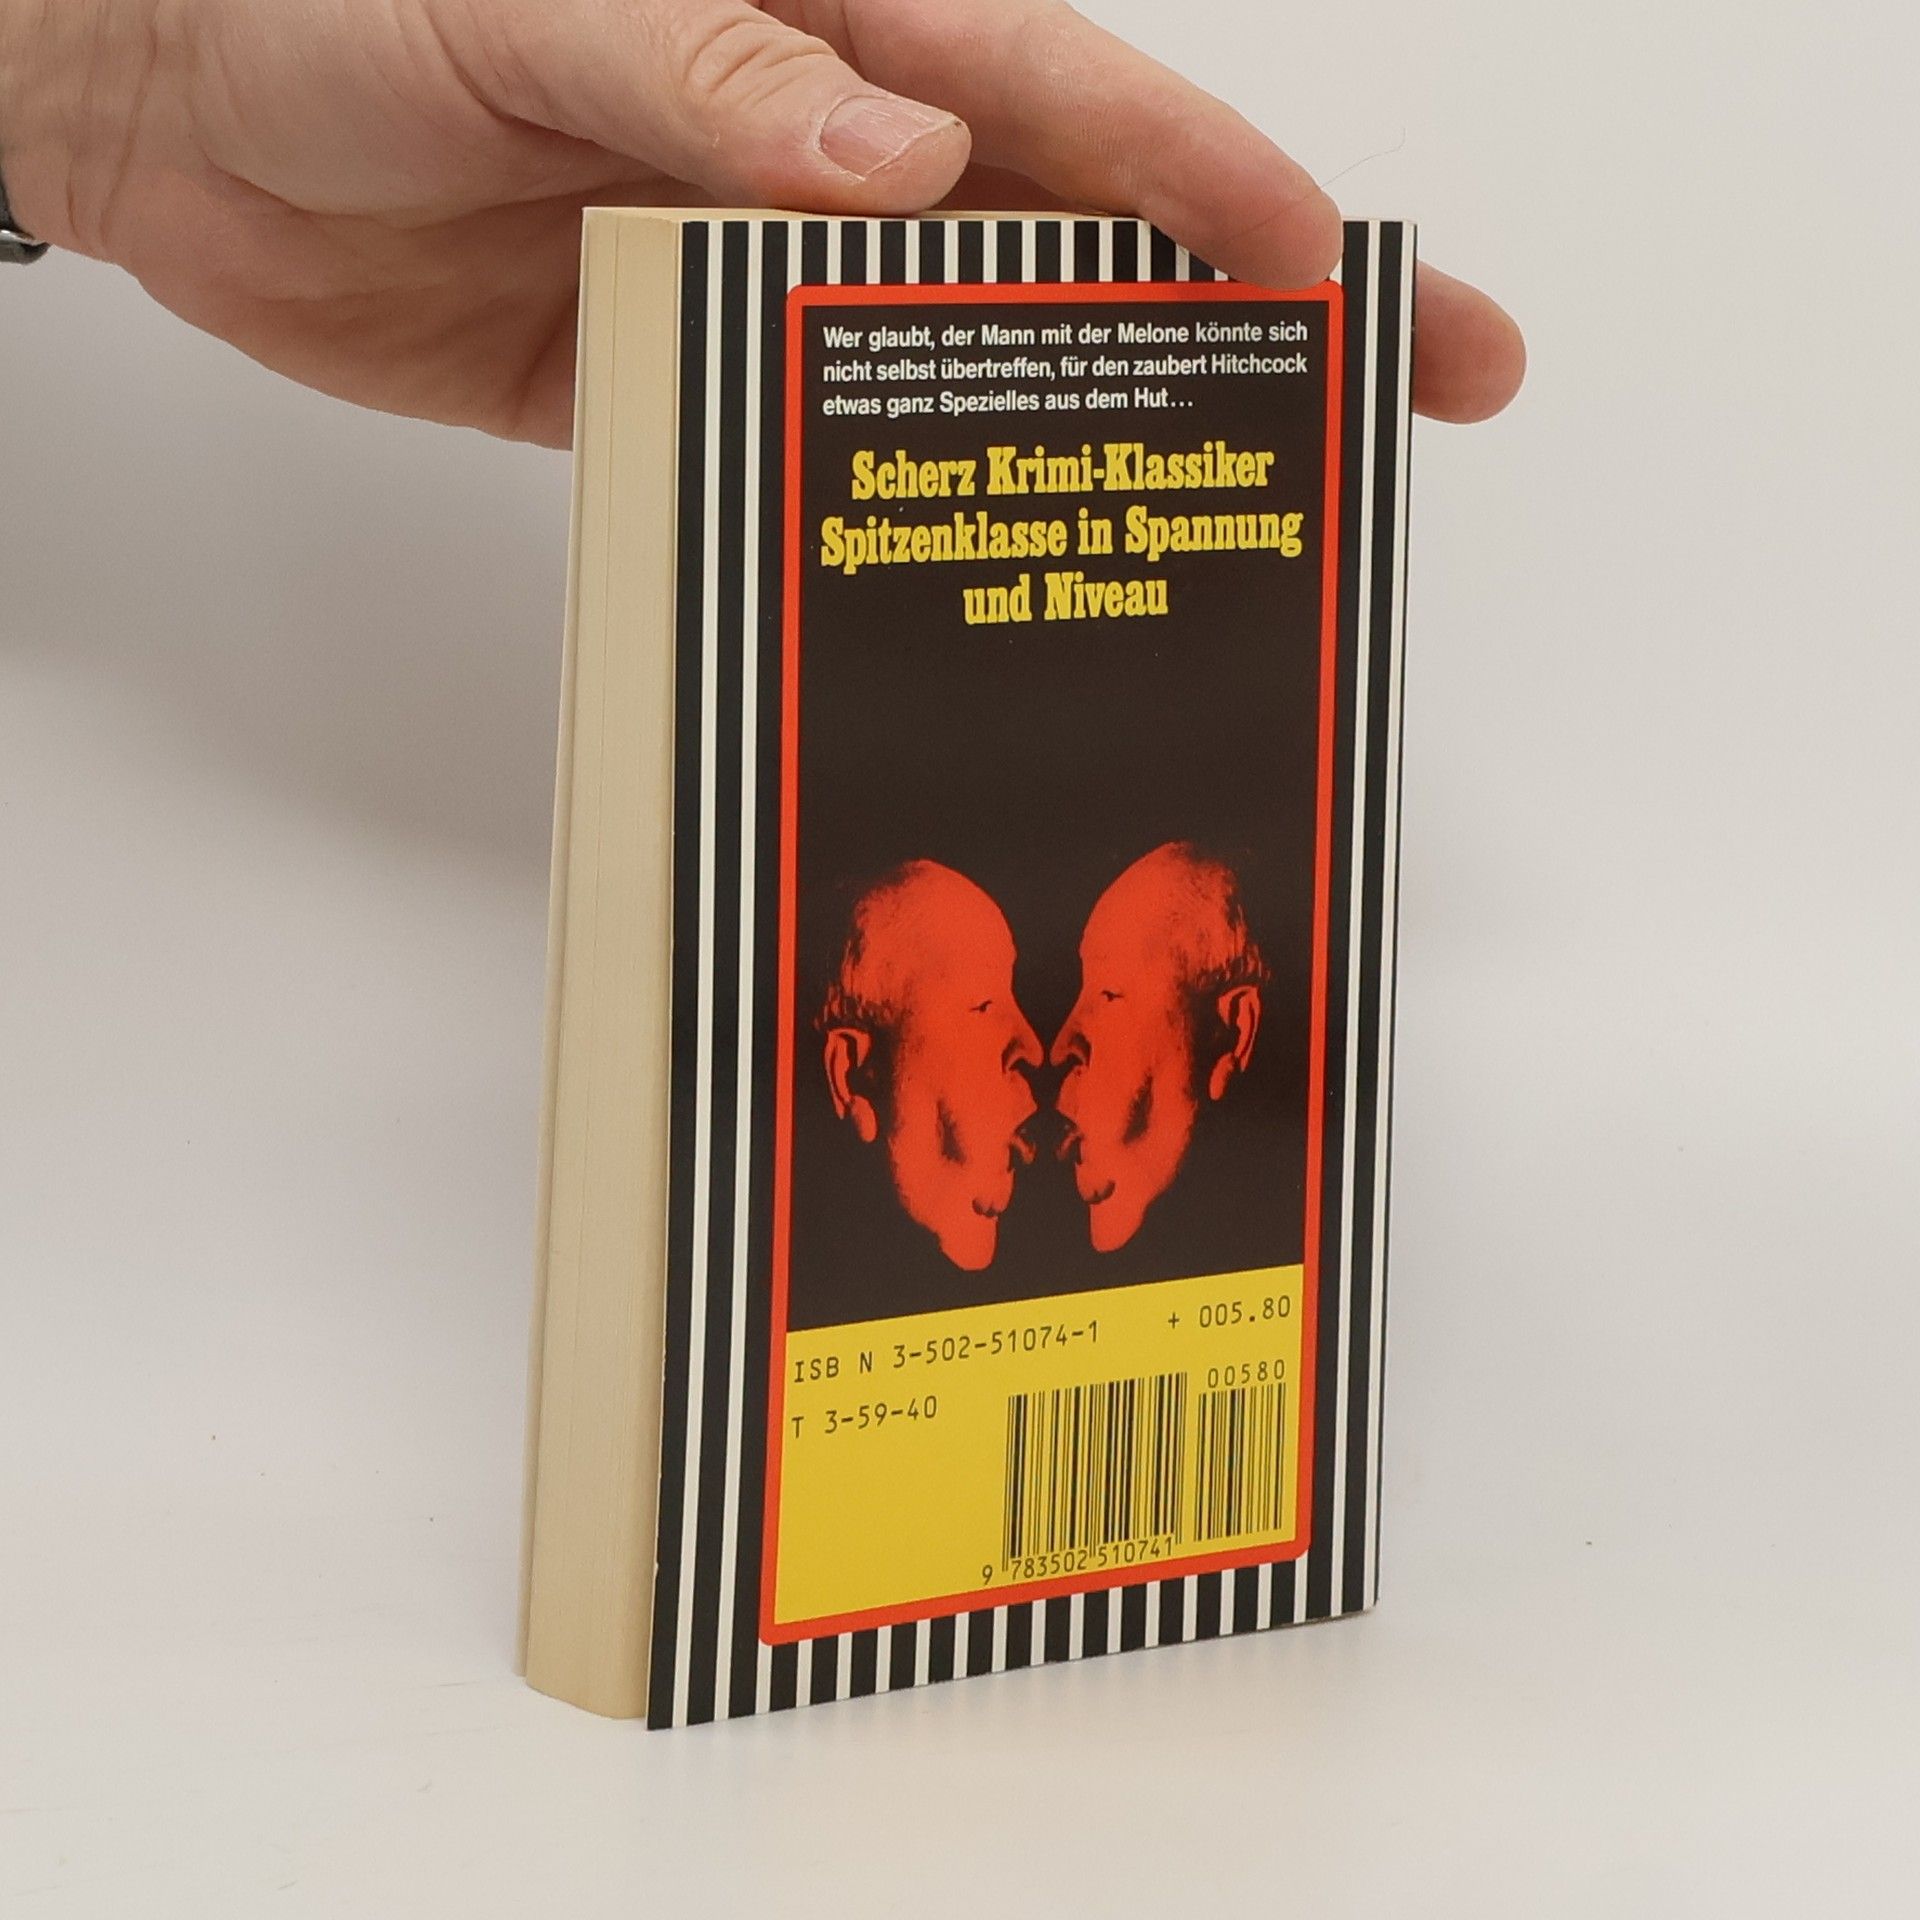 Wer glaubt, der Mann mit der Melone könnte sich
nicht selbst übertreffen, für den zaubert Hitchcock
etwas ganz Spezielles aus dem Hut...
Scherz Krimi-Klassiker
Spitzenklasse in Spannung
und Niveau
ISB N 3-502-51074-1 + 005.80
T 3-59-40
00580
9 783502 510741